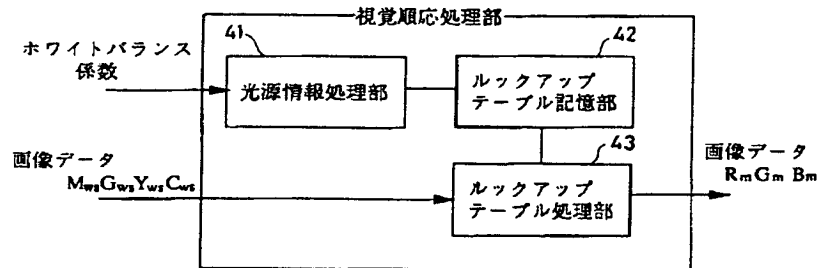 視覚順応処理部
ホワイトバランス
係数
41
光源情報処理部
42
ルックアップ
テーブル記憶部
画像データ
MwsGwsYwsCws
43
ルックアップ
テーブル処理部
画像データ
RmGm Bm